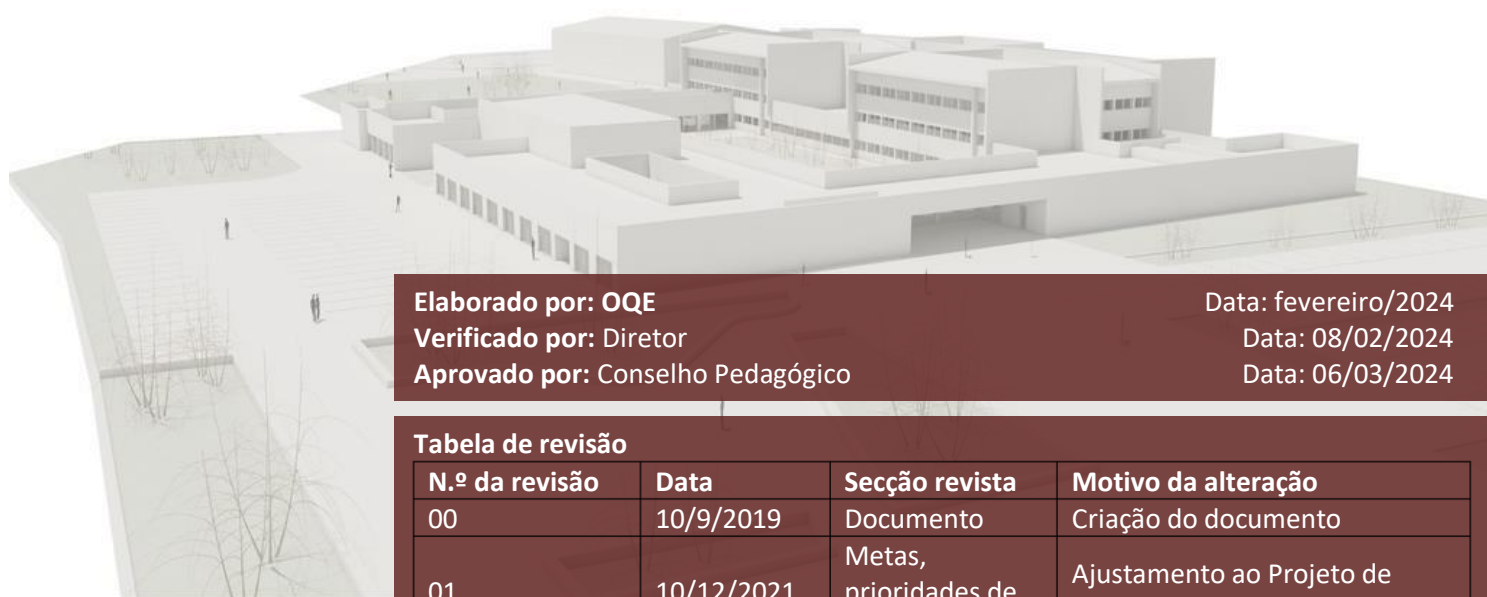 Elaborado por: OQE Data: fevereiro/2024
Verificado por: Diretor Data: 08/02/2024
Aprovado por: Conselho Pedagógico Data: 06/03/2024
Tabela de revisão
N.º da revisão Data Secção revista Motivo da alteração
00 10/9/2019 Documento Criação do documento
Metas,
01 10/12/2021 prioridades de Ajustamento ao Projeto de